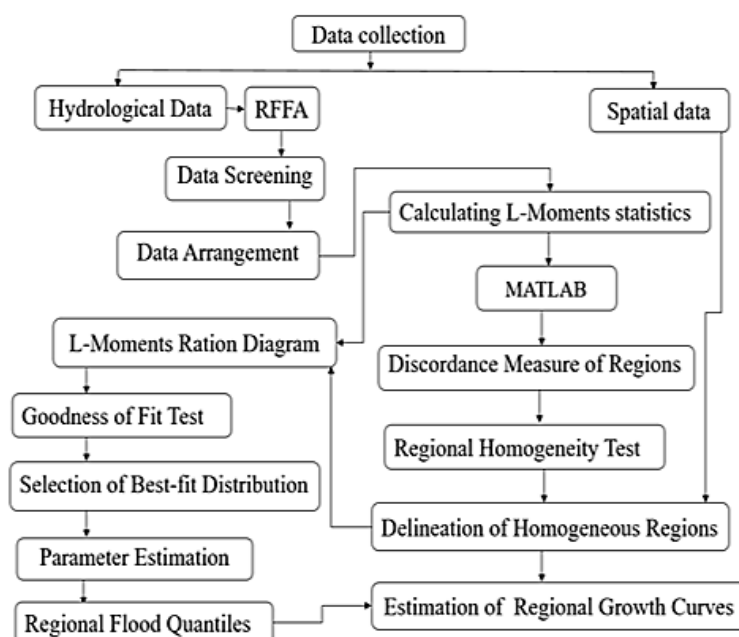 Data collection
Hydrological Data
RFFA
Spatial data
Data Screening
Calculating L-Moments statistics
Data Arrangement
MATLAB
L-Moments Ration Diagram
Discordance Measure of Regions
Goodness of Fit Test
Regional Homogeneity Test
Selection of Best-fit Distribution
Delineation of Homogeneous Regions
Parameter Estimation
Estimation of Regional Growth Curves
Regional Flood Quantiles